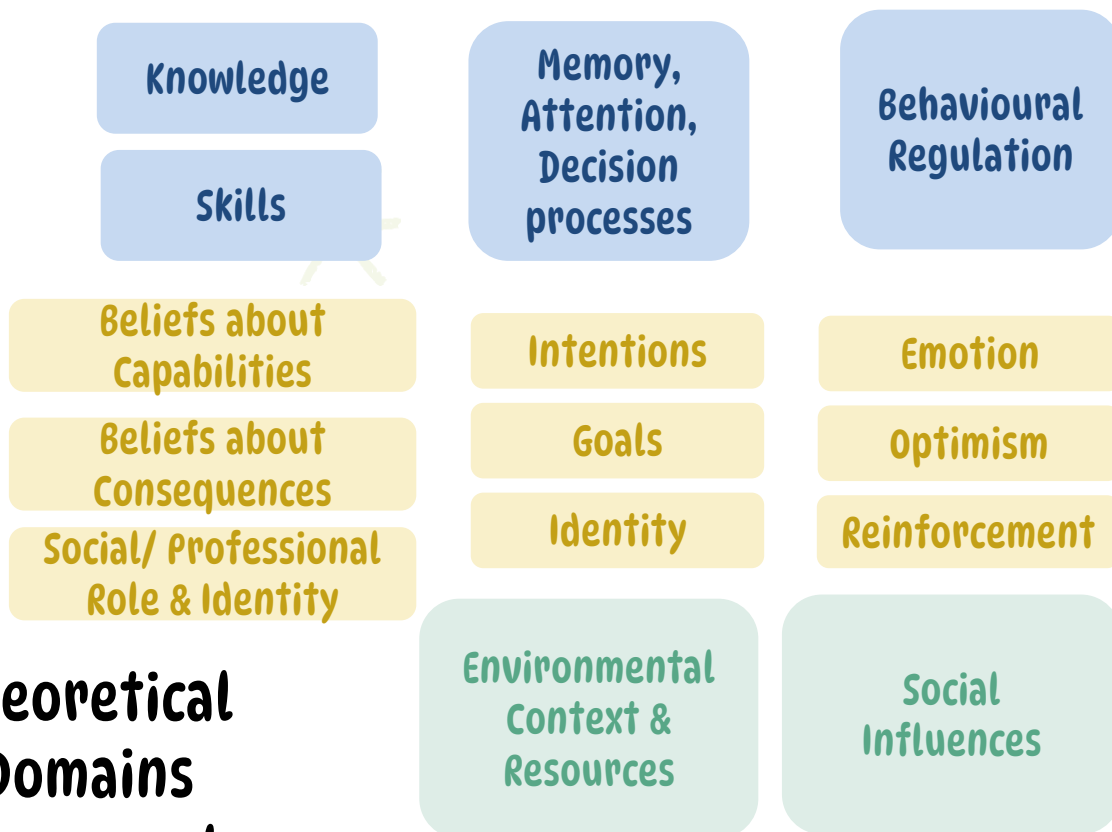 Knowledge
Skills
Memory,
Attention,
Decision
processes
Behavioural
Regulation
Beliefs about
Capabilities
Beliefs about
Consequences
Social/ Professional
Role & Identity
Intentions
Goals
Identity
Emotion
Optimism
Reinforcement
eoretical
Domains
Environmental
Context &
Resources
Social
Influences